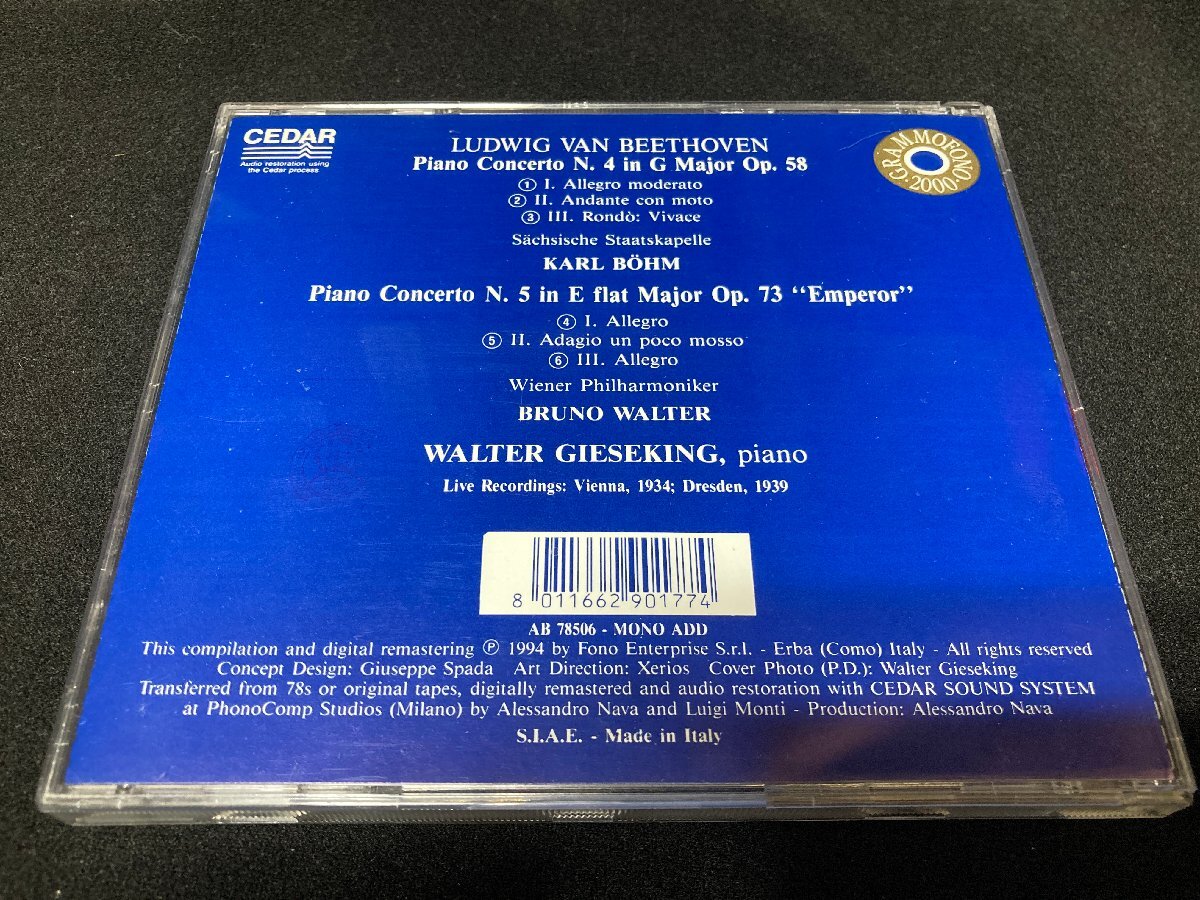 CEDAR
Audio restoration using
the Cedar process
GRAMMOFONO 2000
LUDWIG VAN BEETHOVEN
Piano Concerto N. 4 in G Major Op. 58
① I. Allegro moderato
② II. Andante con moto
③ III. Rondò: Vivace
Sächsische Staatskapelle
KARL BÖHM
Piano Concerto N. 5 in E flat Major Op. 73 “Emperor”
④ I. Allegro
⑤ II. Adagio un poco mosso
⑥ III. Allegro
Wiener Philharmoniker
BRUNO WALTER
WALTER GIESEKING, piano
Live Recordings: Vienna, 1934; Dresden, 1939
8 011662 901774
AB 78506 - MONO ADD
This compilation and digital remastering Ⓟ 1994 by Fono Enterprise S.r.l. - Erba (Como) Italy - All rights reserved
Concept Design: Giuseppe Spada Art Direction: Xerios Cover Photo (P.D.): Walter Gieseking
Transferred from 78s or original tapes, digitally remastered and audio restoration with CEDAR SOUND SYSTEM
at PhonoComp Studios (Milano) by Alessandro Nava and Luigi Monti - Production: Alessandro Nava
S.I.A.E. - Made in Italy